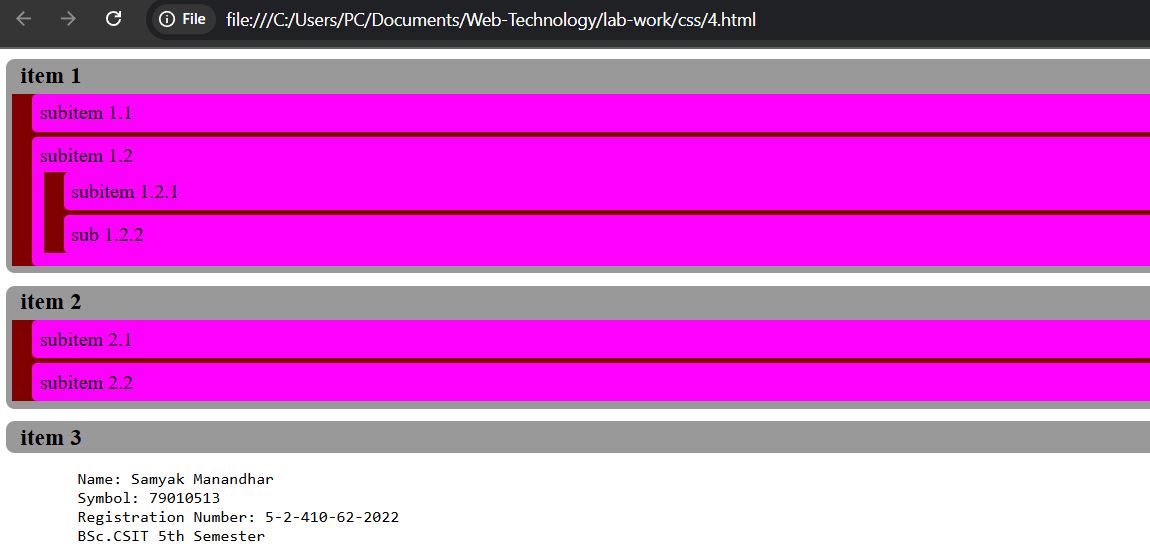 File file:///C:/Users/PC/Documents/Web-Technology/lab-work/css/4.html
item 1
subitem 1.1
subitem 1.2
subitem 1.2.1
sub 1.2.2
item 2
subitem 2.1
subitem 2.2
item 3
Name: Samyak Manandhar
Symbol: 79010513
Registration Number: 5-2-410-62-2022
BSc.CSIT 5th Semester